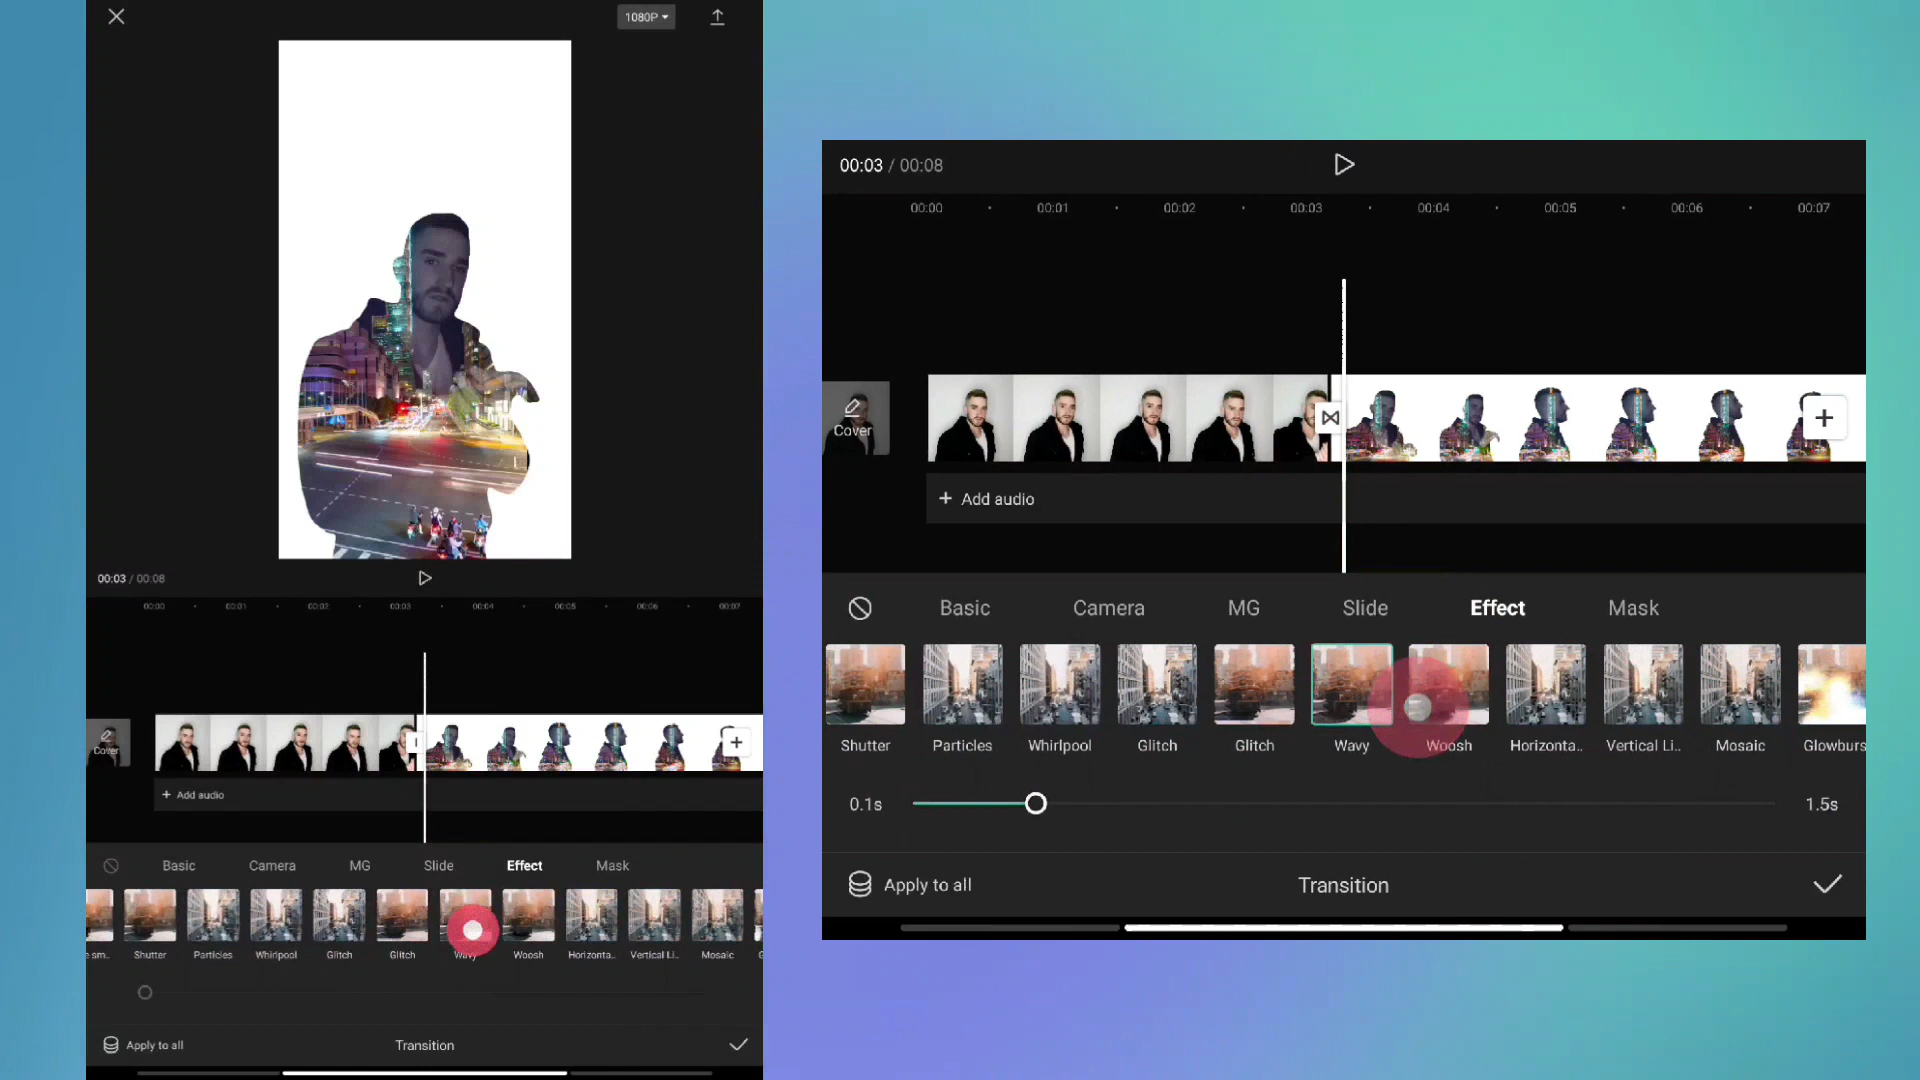 1080P
00:03 / 00:08
00:00 00:01 00:02 00:03 00:04 00:05 00:06 00:07
Cover
+ Add audio
Basic Camera MG Slide Effect Mask
Shutter Particles Whirlpool Glitch Glitch Wavy Woosh Horizonta.. Vertical Li.. Mosaic
Apply to all Transition
00:03 / 00:08
00:00 00:01 00:02 00:03 00:04 00:05 00:06 00:07
Cover
+ Add audio
Basic Camera MG Slide Effect Mask
Shutter Particles Whirlpool Glitch Glitch Wavy Woosh Horizonta.. Vertical Li.. Mosaic Glowburs
0.1s 1.5s
Apply to all Transition